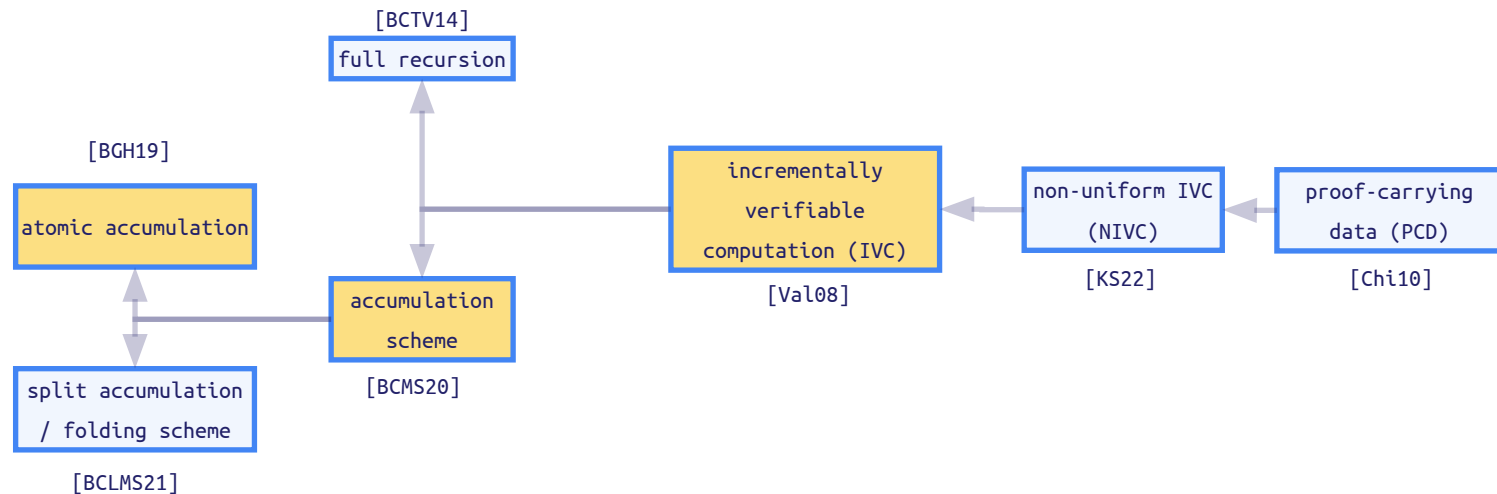 [BCTV14]
full recursion
[BGH19]
atomic accumulation
incrementally
verifiable
computation (IVC)
[Val08]
non-uniform IVC
(NIVC)
[KS22]
proof-carrying
data (PCD)
[Chi10]
accumulation
scheme
[BCMS20]
split accumulation
/ folding scheme
[BCLMS21]